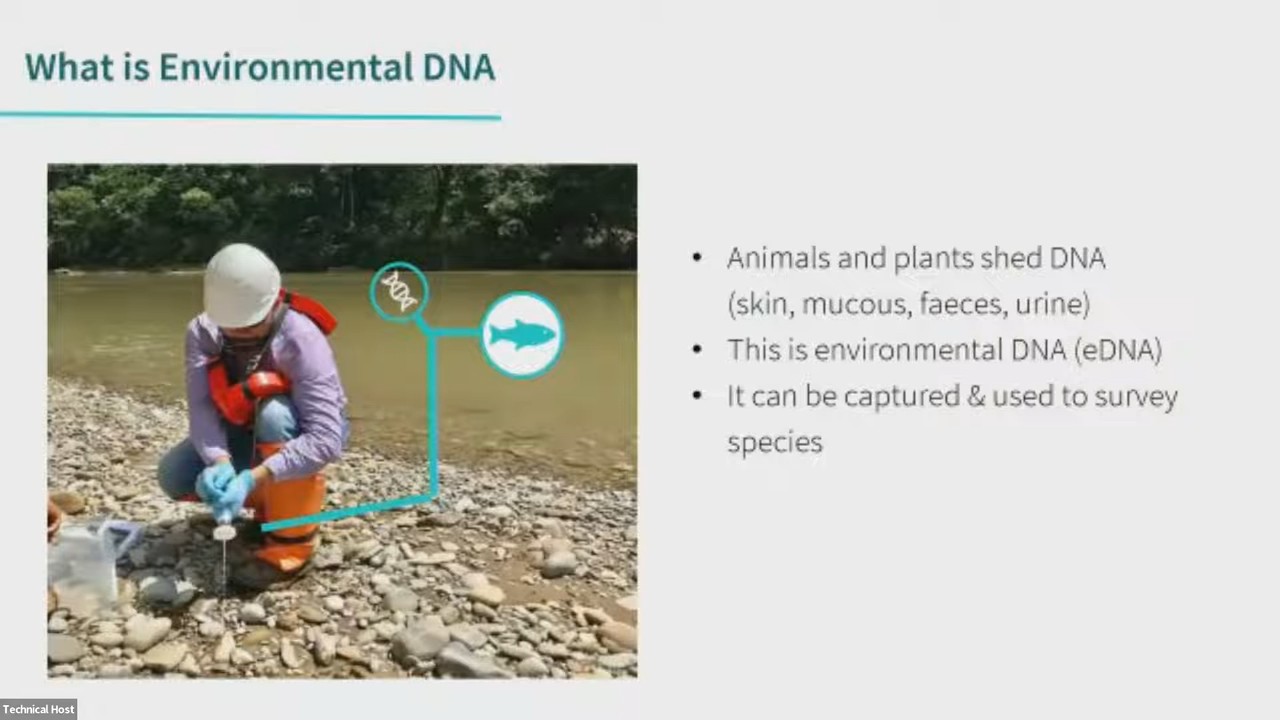 What is Environmental DNA
• Animals and plants shed DNA
(skin, mucous, faeces, urine)
• This is environmental DNA (eDNA)
• It can be captured & used to survey
species
Technical Host